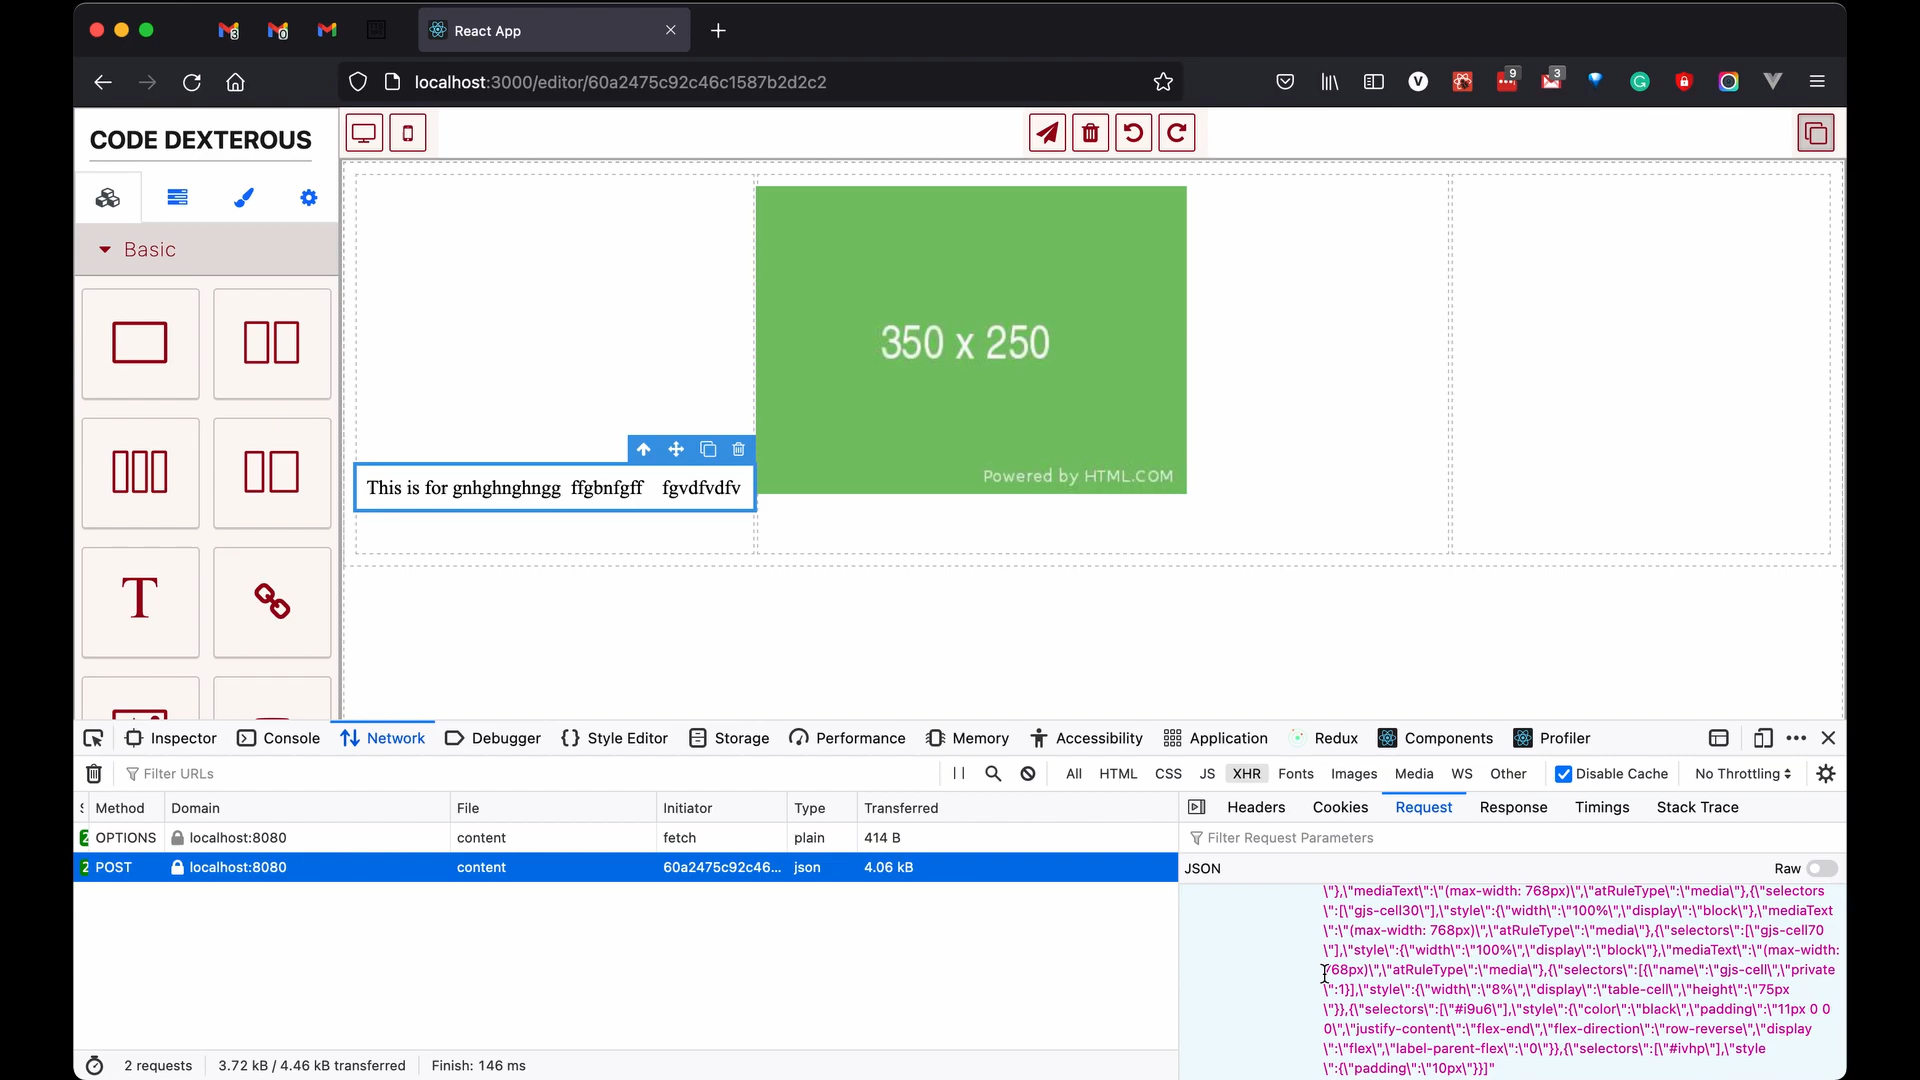 React App
localhost:3000/editor/60a2475c92c46c1587b2d2c2
9
3
3
0
CODE DEXTEROUS
Basic
T
350 x 250
Powered by HTML.COM
This is for gnhghnghngg ffgbnfgff fgvdfvdfv
Inspector Console Network Debugger Style Editor Storage Performance Memory Accessibility Application Redux Components Profiler
Filter URLs
All HTML CSS JS XHR Fonts Images Media WS Other Disable Cache No Throttling
Method Domain File Initiator Type Transferred
OPTIONS localhost:8080 content fetch plain 414 B
POST localhost:8080 content 60a2475c92c46... json 4.06 kB
Headers Cookies Request Response Timings Stack Trace
Filter Request Parameters
JSON Raw
\"},\"mediaText\":\"(max-width: 768px)\",\"atRuleType\":\"media\"},{\"selectors
\":[\"gjs-cell30\"],\"style\":{\"width\":\"100%\",\"display\":\"block\"},\"mediaText
\":\"(max-width: 768px)\",\"atRuleType\":\"media\"},{\"selectors\":[\"gjs-cell70
\"],\"style\":{\"width\":\"100%\",\"display\":\"block\"},\"mediaText\":\"(max-width:
768px)\",\"atRuleType\":\"media\"},{\"selectors\":[{\"name\":\"gjs-cell\",\"private
\":1}],\"style\":{\"width\":\"8%\",\"display\":\"table-cell\",\"height\":\"75px
\"}},{\"selectors\":[\"#i9u6\"],\"style\":{\"color\":\"black\",\"padding\":\"11px 0 0
0\",\"justify-content\":\"flex-end\",\"flex-direction\":\"row-reverse\",\"display
\":\"flex\",\"label-parent-flex\":\"0\"}},{\"selectors\":[\"#ivhp\"],\"style
\":{\"padding\":\"10px\"}}]"
2 requests 3.72 kB / 4.46 kB transferred Finish: 146 ms